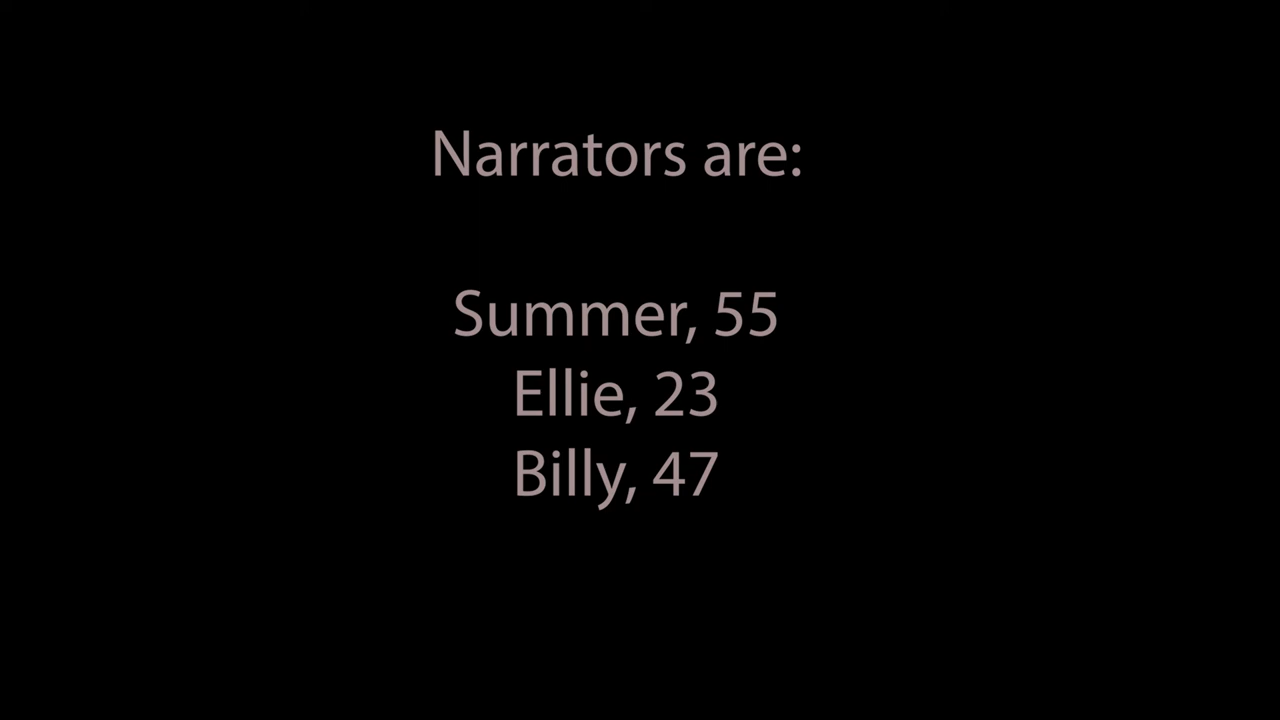 Narrators are:
Summer, 55
Ellie, 23
Billy, 47